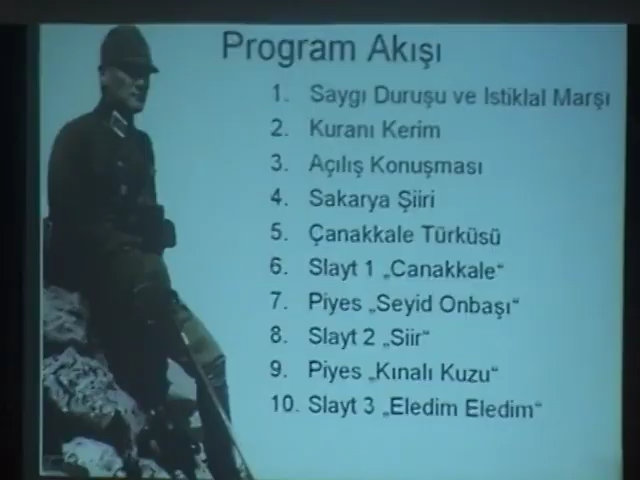 Program Akışı
1. Saygı Duruşu ve Istiklal Marşı
2. Kuranı Kerim
3. Açılış Konuşması
4. Sakarya Şiiri
5. Çanakkale Türküsü
6. Slayt 1 „Canakkale“
7. Piyes „Seyid Onbaşı“
8. Slayt 2 „Siir“
9. Piyes „Kınalı Kuzu“
10. Slayt 3 „Eledim Eledim“